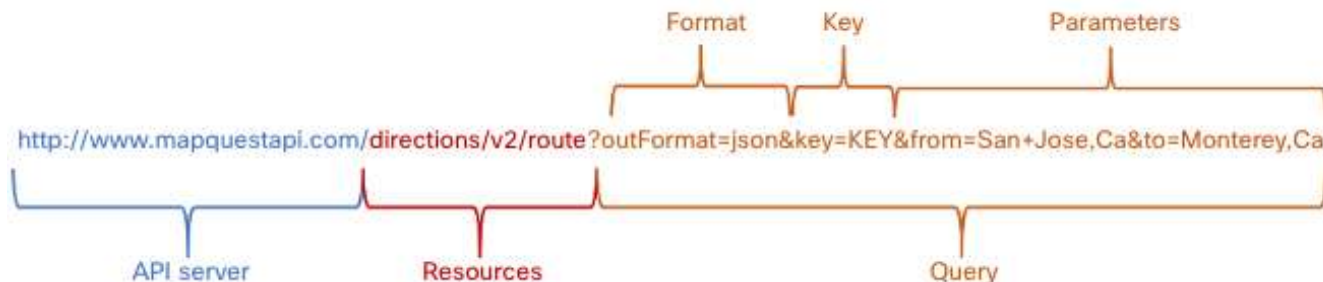 Format Key Parameters
http://www.mapquestapi.com/directions/v2/route?outFormat=json&key=KEY&from=San+Jose,Ca&to=Monterey,Ca
API server Resources Query